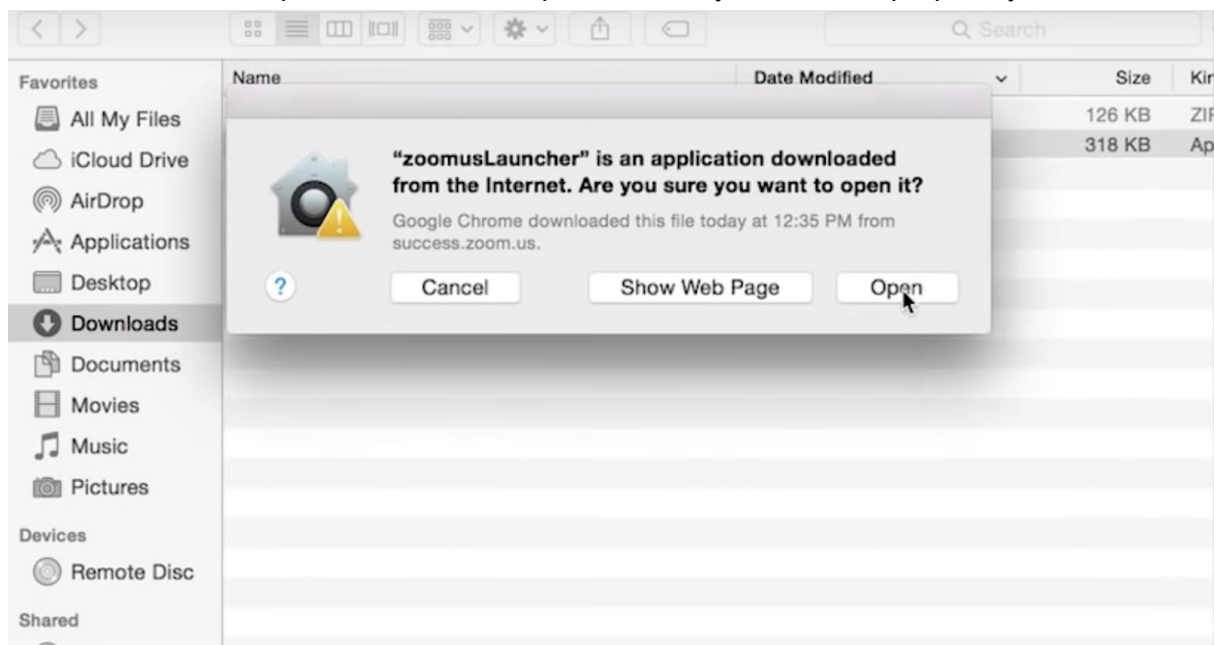 Search
Favorites
Name Date Modified Size
All My Files
126 KB
iCloud Drive
318 KB
AirDrop
Applications
Desktop
Downloads
Documents
Movies
Music
Pictures
Devices
Remote Disc
Shared
“zoomusLauncher” is an application downloaded
from the Internet. Are you sure you want to open it?
Google Chrome downloaded this file today at 12:35 PM from
success.zoom.us.
? Cancel Show Web Page Open